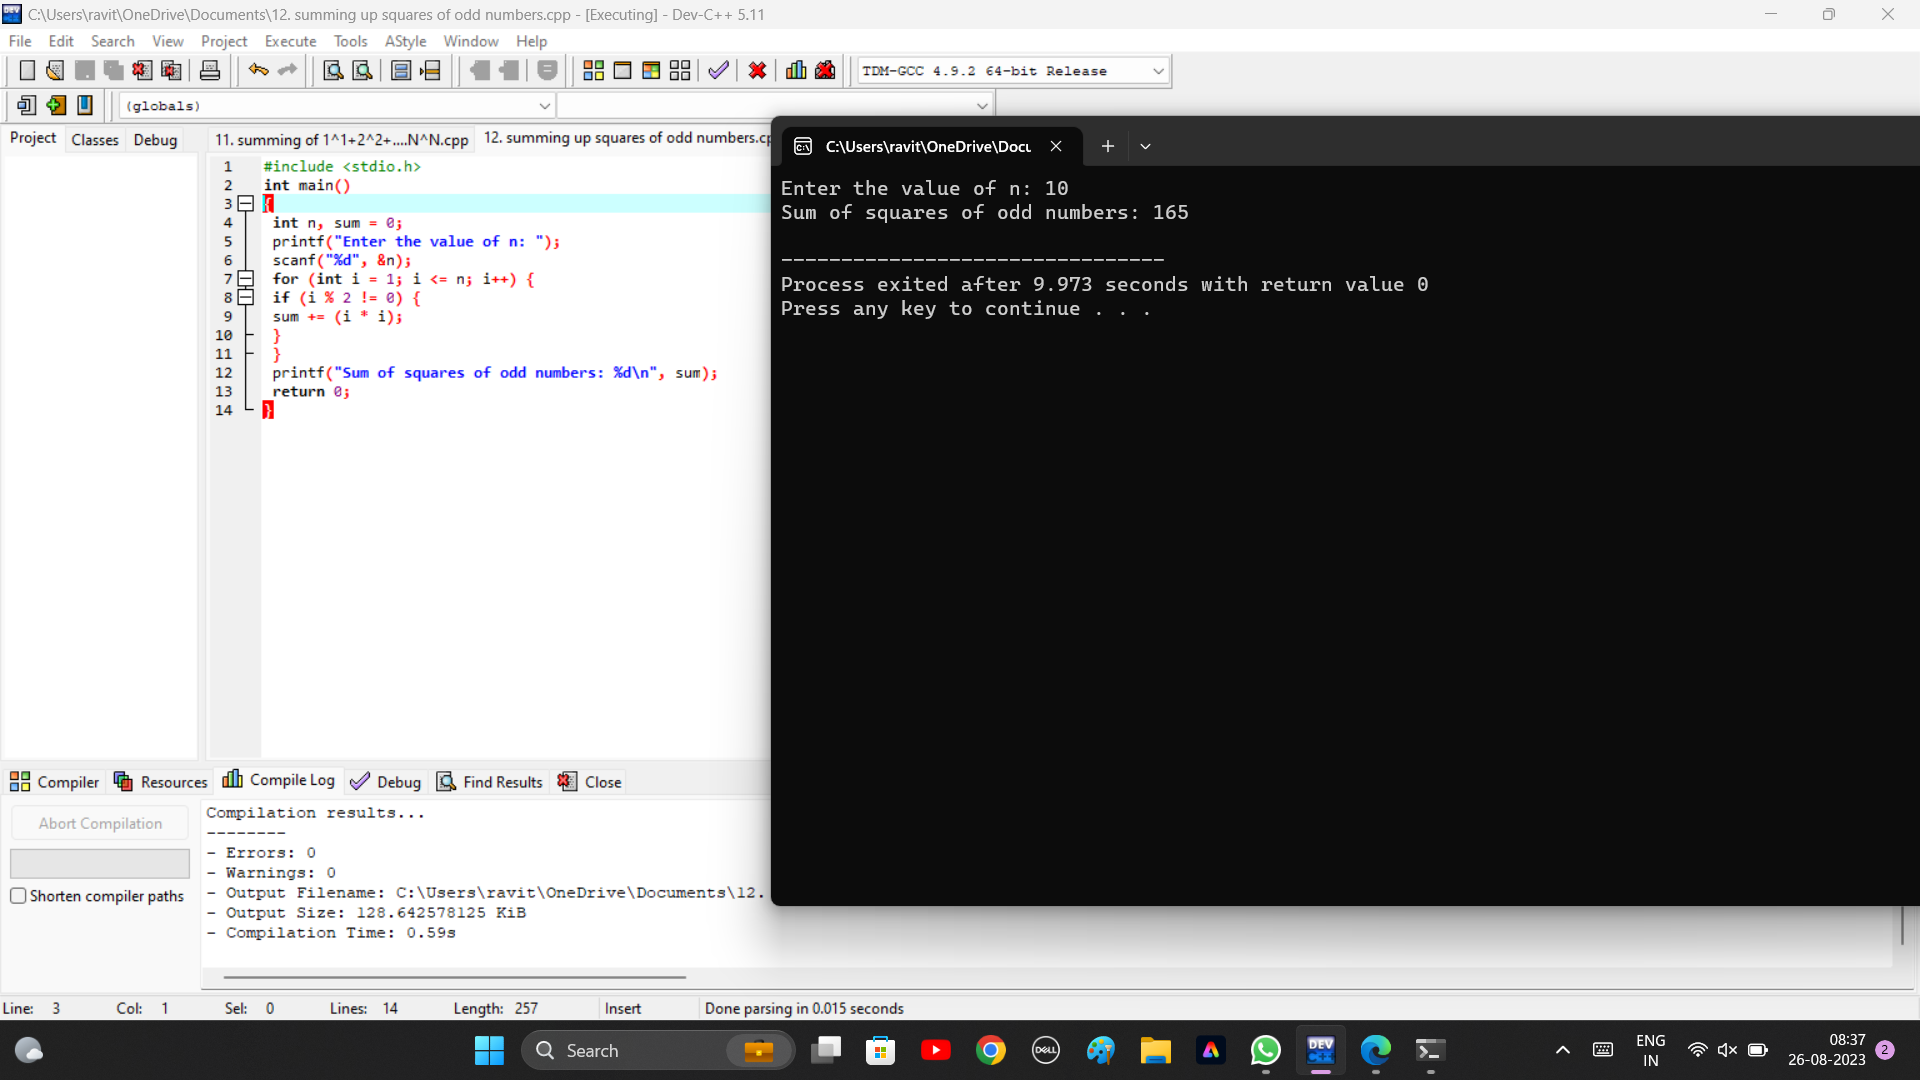 C:\Users\ravit\OneDrive\Documents\12. summing up squares of odd numbers.cpp - [Executing] - Dev-C++ 5.11
File Edit Search View Project Execute Tools AStyle Window Help
TDM-GCC 4.9.2 64-bit Release
(globals)
Project Classes Debug
11. summing of 1^1+2^2+....N^N.cpp 12. summing up squares of odd numbers.cp
1 #include <stdio.h>
2 int main()
3 {
4 int n, sum = 0;
5 printf("Enter the value of n: ");
6 scanf("%d", &n);
7 for (int i = 1; i <= n; i++) {
8 if (i % 2 != 0) {
9 sum += (i * i);
10 }
11 }
12 printf("Sum of squares of odd numbers: %d\n", sum);
13 return 0;
14 }
C:\Users\ravit\OneDrive\Docu
Enter the value of n: 10
Sum of squares of odd numbers: 165
--------------------------------
Process exited after 9.973 seconds with return value 0
Press any key to continue . . .
Compiler Resources Compile Log Debug Find Results Close
Abort Compilation
Shorten compiler paths
Compilation results...
--------
- Errors: 0
- Warnings: 0
- Output Filename: C:\Users\ravit\OneDrive\Documents\12.
- Output Size: 128.642578125 KiB
- Compilation Time: 0.59s
Line: 3 Col: 1 Sel: 0 Lines: 14 Length: 257 Insert Done parsing in 0.015 seconds
Search
DELL
DEV C++
ENG
IN
08:37
26-08-2023
2